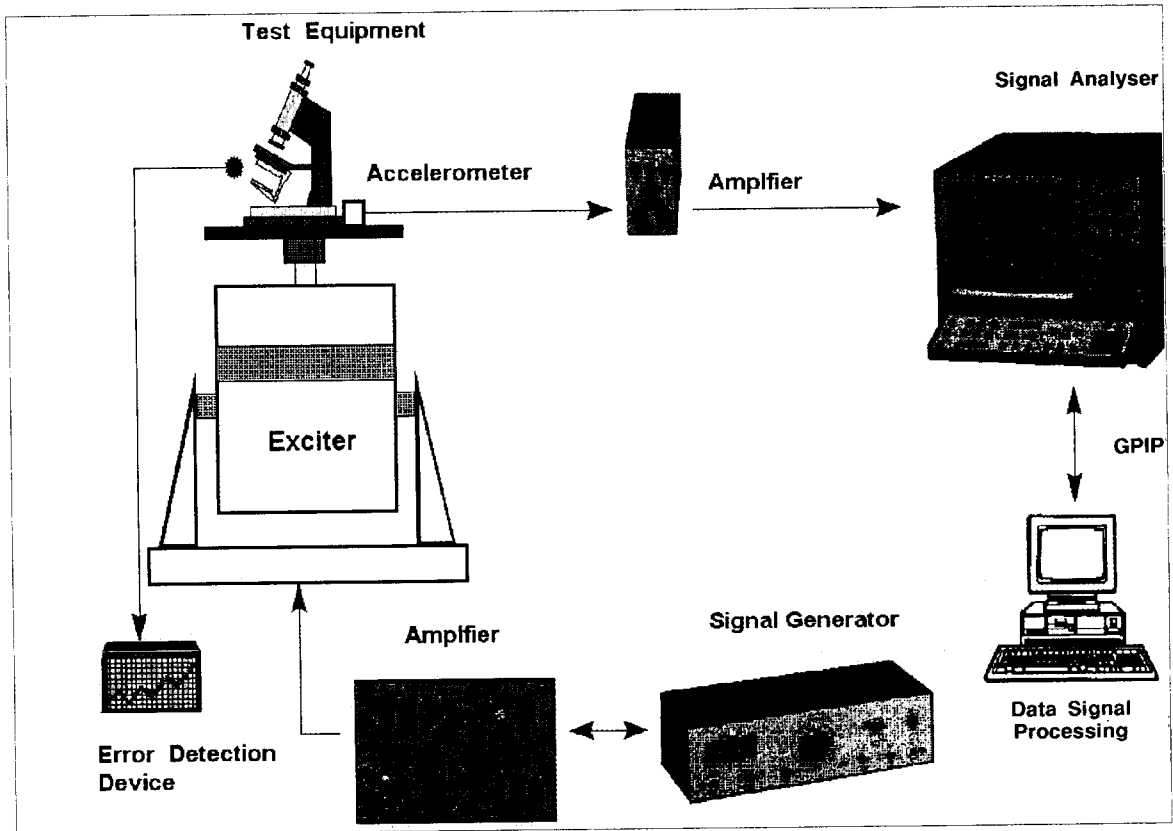 Test Equipment
Signal Analyser
Accelerometer
Amplfier
Exciter
GPIP
Amplfier
Signal Generator
Error Detection
Device
Data Signal
Processing